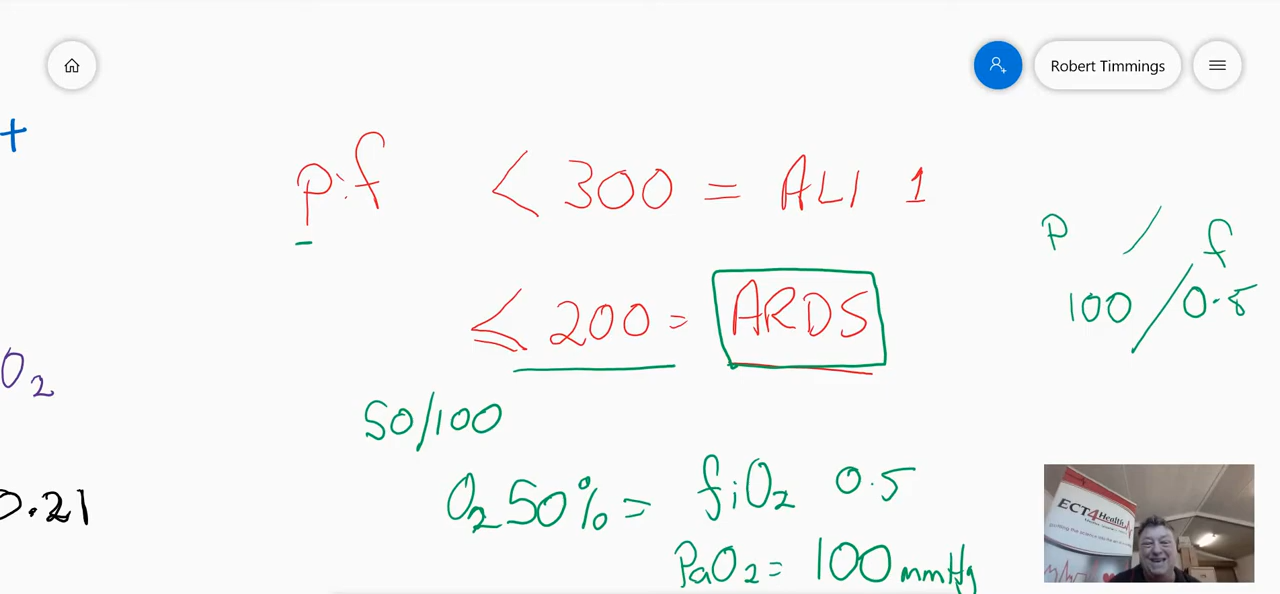 Robert Timmings
+
p:f < 300 = ALI 1
P / f
100 / 0.5
≤ 200 = ARDS
O2
50/100
O2 50% = fiO2 0.5
0.21
PaO2 = 100 mmHg
ECT4Health